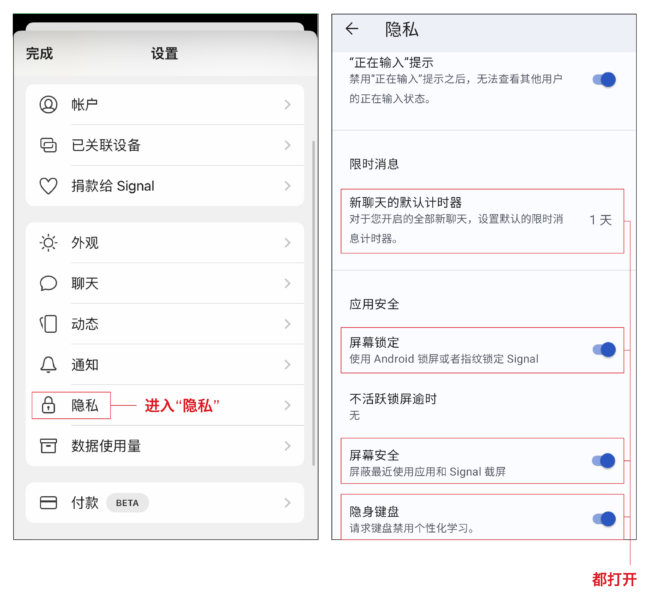 完成
设置
帐户
已关联设备
捐款给 Signal
外观
聊天
动态
通知
隐私
进入“隐私”
数据使用量
付款 BETA
隐私
“正在输入”提示
禁用“正在输入”提示之后，无法查看其他用户
的正在输入状态。
限时消息
新聊天的默认计时器
对于您开启的全部新聊天，设置默认的限时消
息计时器。
1 天
应用安全
屏幕锁定
使用 Android 锁屏或者指纹锁定 Signal
不活跃锁屏逾时
无
屏幕安全
屏蔽最近使用应用和 Signal 截屏
隐身键盘
请求键盘禁用个性化学习。
都打开